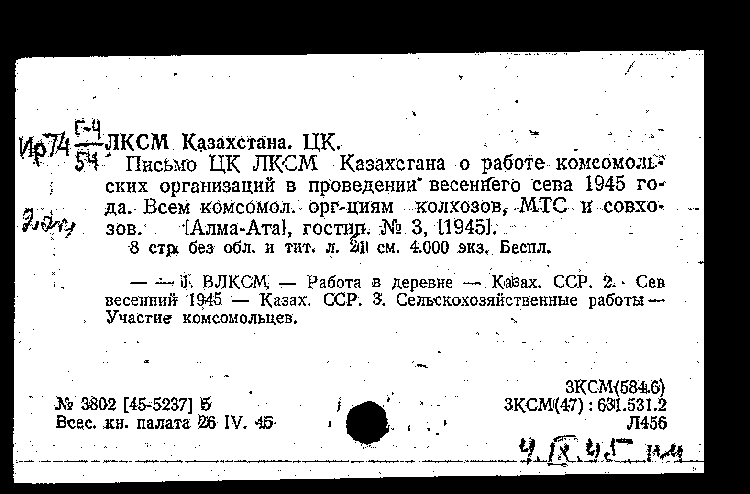 Ир74 Г-4/54
ЛКСМ Казахстана. ЦК.
Письмо ЦК ЛКСМ Казахстана о работе комсомоль-
ских организаций в проведении весеннего сева 1945 го-
да. Всем комсомол. орг-циям колхозов, МТС и совхо-
зов. [Алма-Ата], гостип. № 3, [1945].
8 стр. без обл. и тит. л. 20 см. 4.000 экз. Беспл.
— — 1. ВЛКСМ, — Работа в деревне — Казах. ССР. 2. Сев
весенний 1945 — Казах. ССР. 3. Сельскохозяйственные работы —
Участие комсомольцев.
3КСМ(584.6)
№ 3802 [45-5237] Б
3КСМ(47) : 631.531.2
Всес. кн. палата 26 IV. 45
Л456
4.IX.45